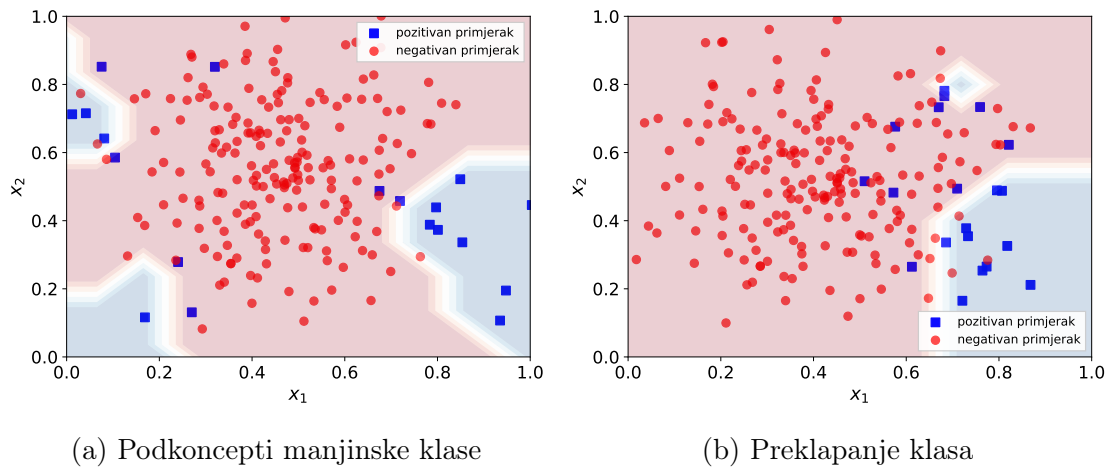 1.0
0.8
0.6
0.4
0.2
0.0
x2
0.0 0.2 0.4 0.6 0.8 1.0
x1
pozitivan primjerak
negativan primjerak
(a) Podkoncepti manjinske klase
1.0
0.8
0.6
0.4
0.2
0.0
x2
0.0 0.2 0.4 0.6 0.8 1.0
x1
pozitivan primjerak
negativan primjerak
(b) Preklapanje klasa